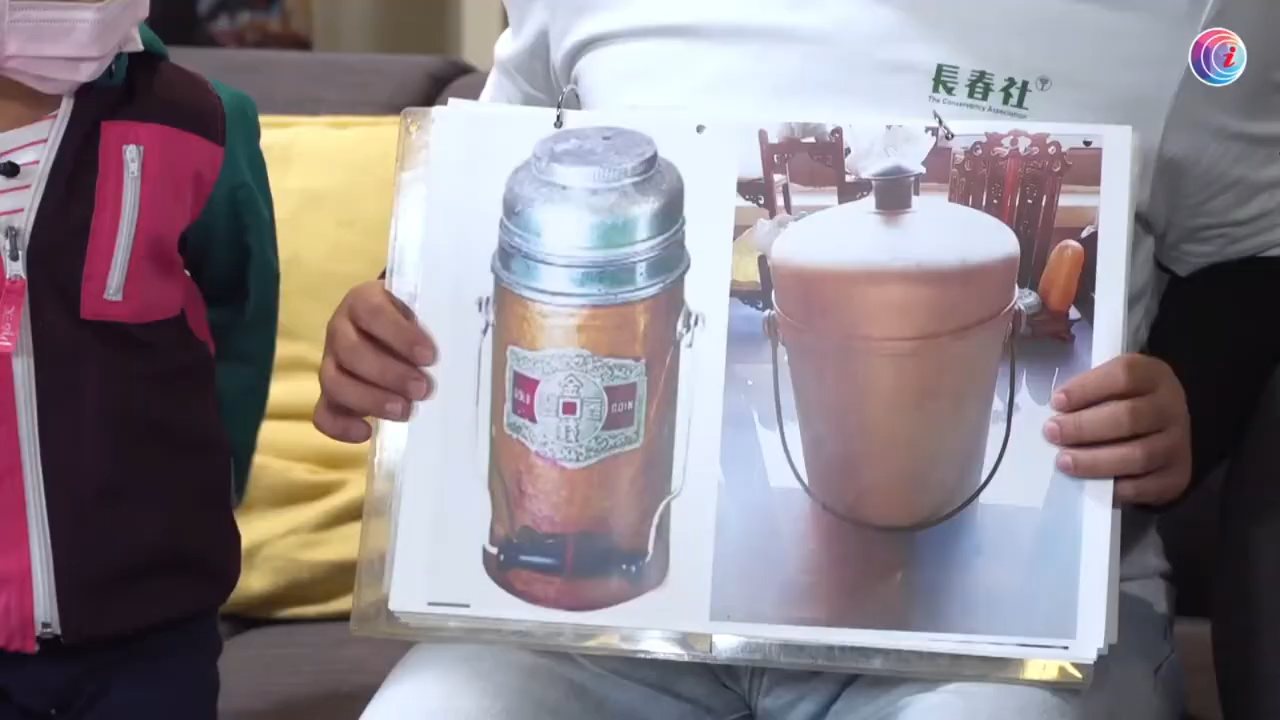 長春社
The Conservancy Association
金
GOLD
COIN
錢
i